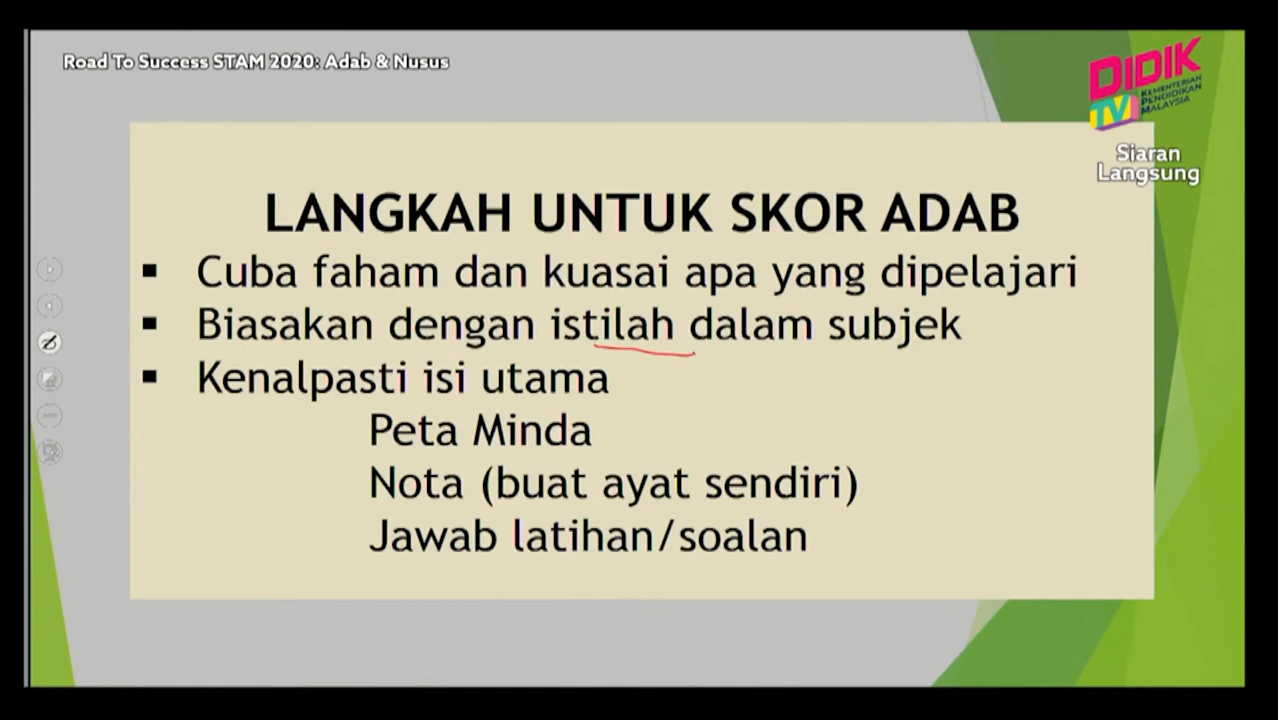 Road To Success STAM 2020: Adab & Nusus
DIDIK
TV
KEMENTERIAN
PENDIDIKAN
MALAYSIA
Siaran
Langsung
LANGKAH UNTUK SKOR ADAB
▪ Cuba faham dan kuasai apa yang dipelajari
▪ Biasakan dengan istilah dalam subjek
▪ Kenalpasti isi utama
Peta Minda
Nota (buat ayat sendiri)
Jawab latihan/soalan